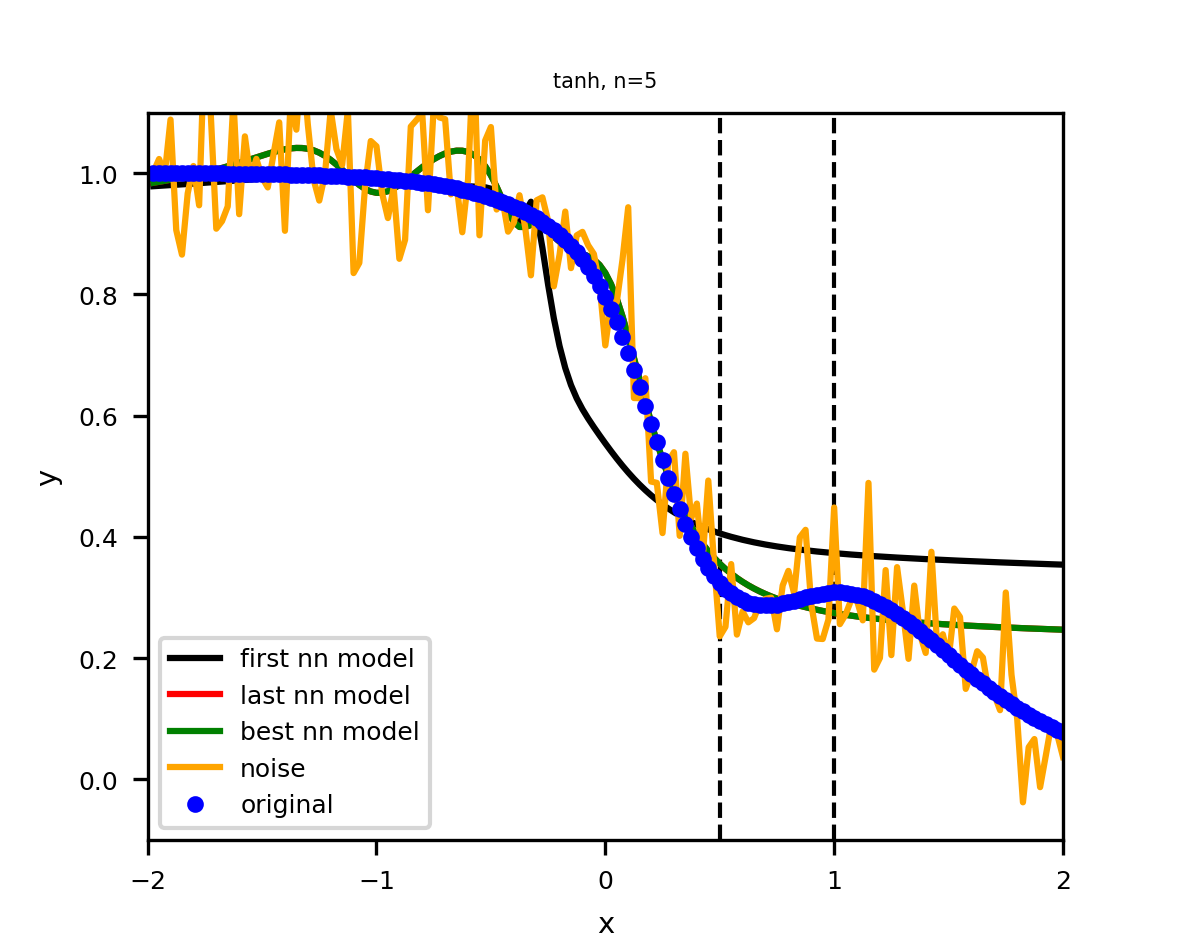 tanh, n=5
y
1.0
0.8
0.6
0.4
0.2
0.0
first nn model
last nn model
best nn model
noise
original
−2
−1
0
1
2
x